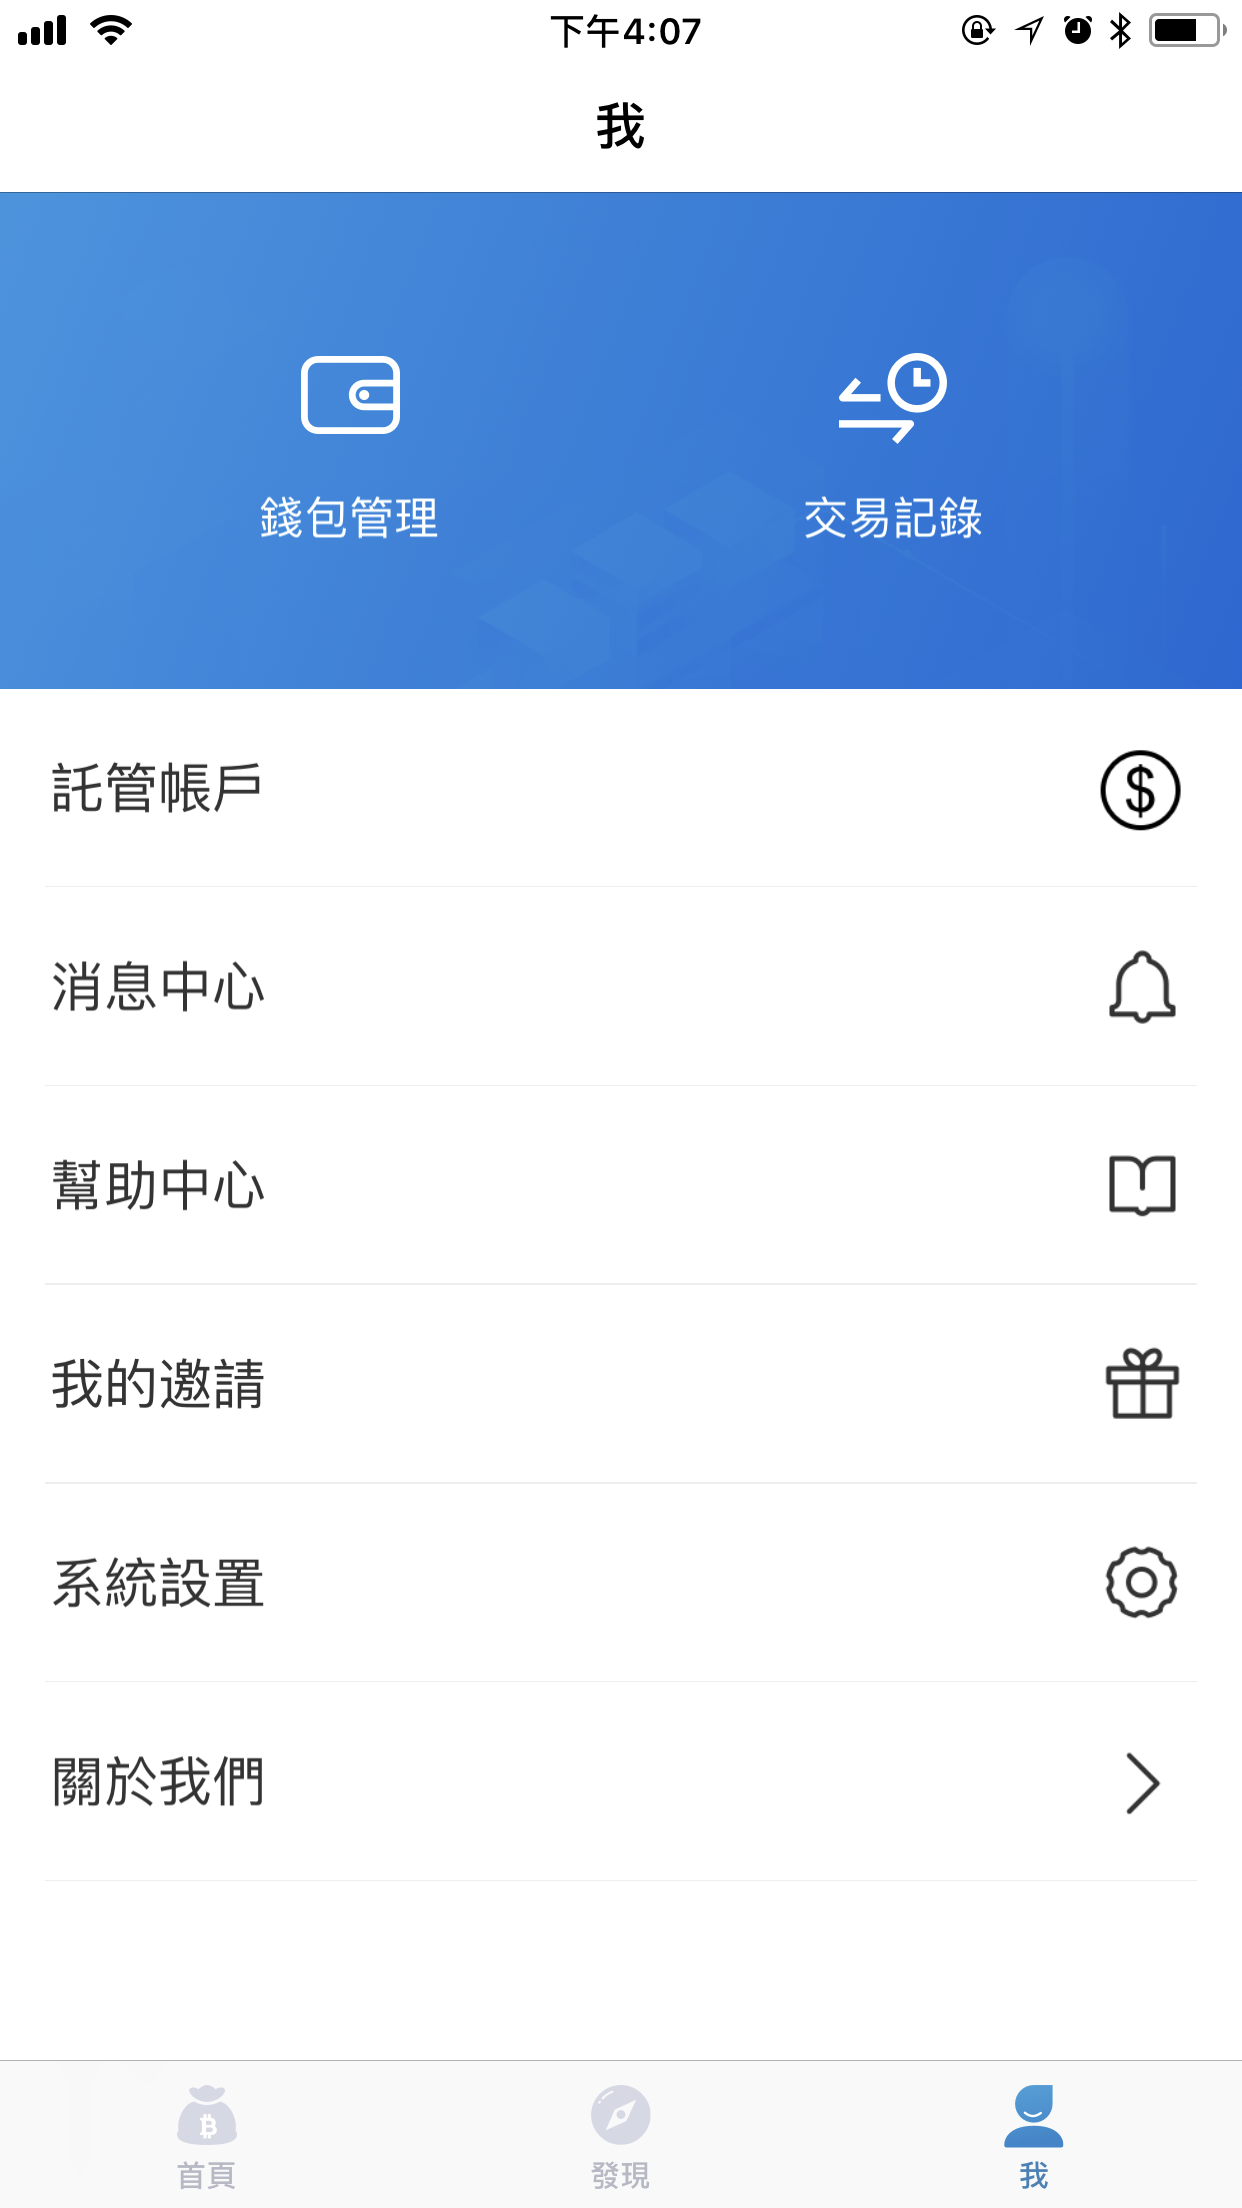 下午4:07
我
錢包管理
交易記錄
託管帳戶
消息中心
幫助中心
我的邀請
系統設置
關於我們
首頁
發現
我